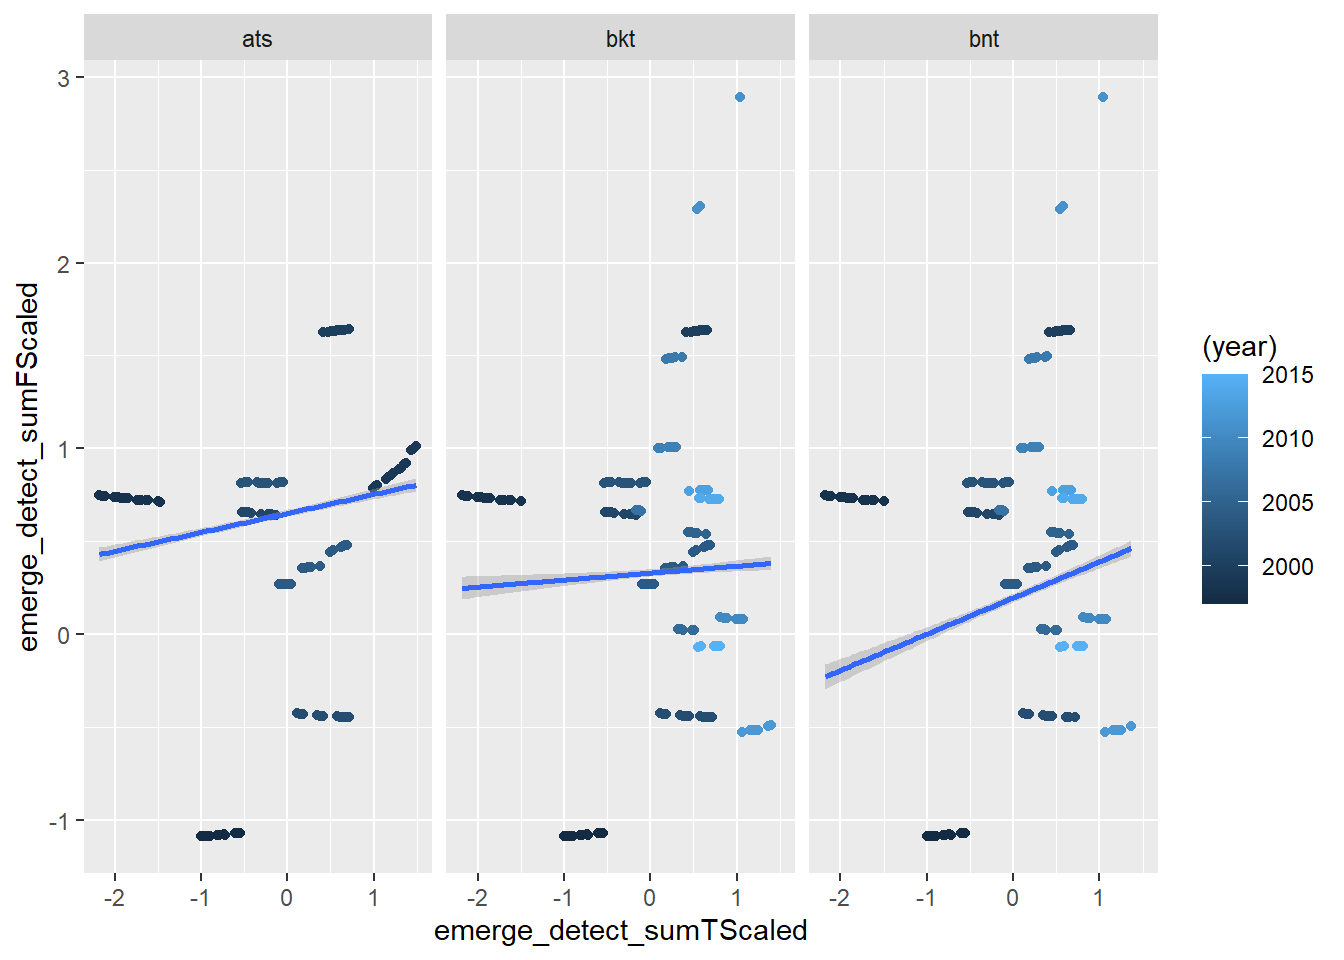 ats bkt bnt
3
2
1
0
-1
emerge_detect_sumFScaled
-2 -1 0 1 -2 -1 0 1 -2 -1 0 1
emerge_detect_sumTScaled
(year)
2015
2010
2005
2000